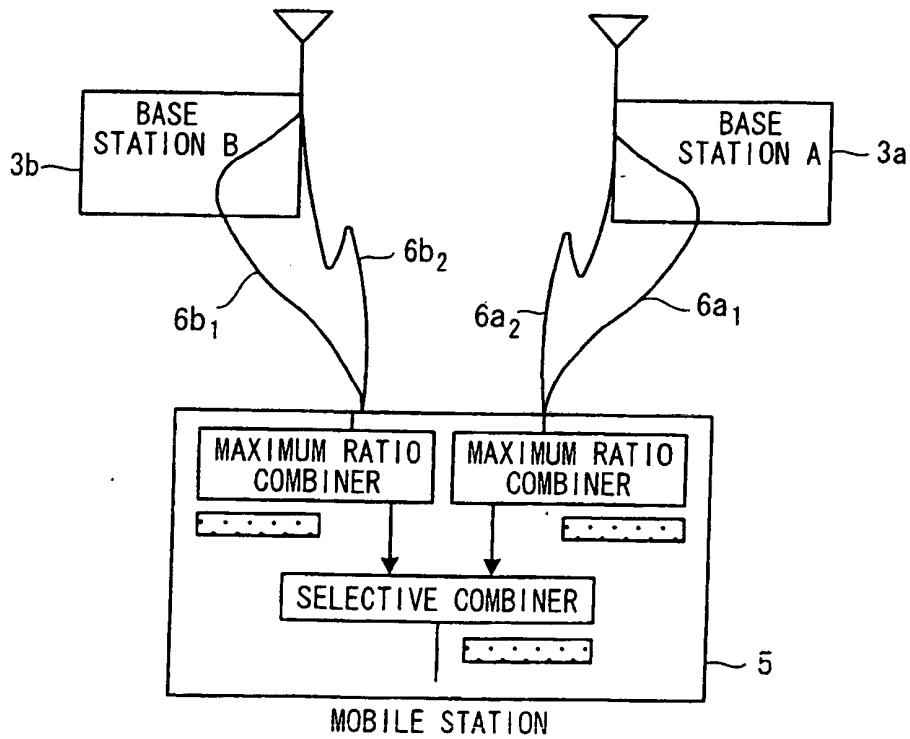 BASE
STATION B
BASE
STATION A
3b
3a
6b₂
6b₁
6a₂
6a₁
MAXIMUM RATIO
COMBINER
MAXIMUM RATIO
COMBINER
SELECTIVE COMBINER
5
MOBILE STATION